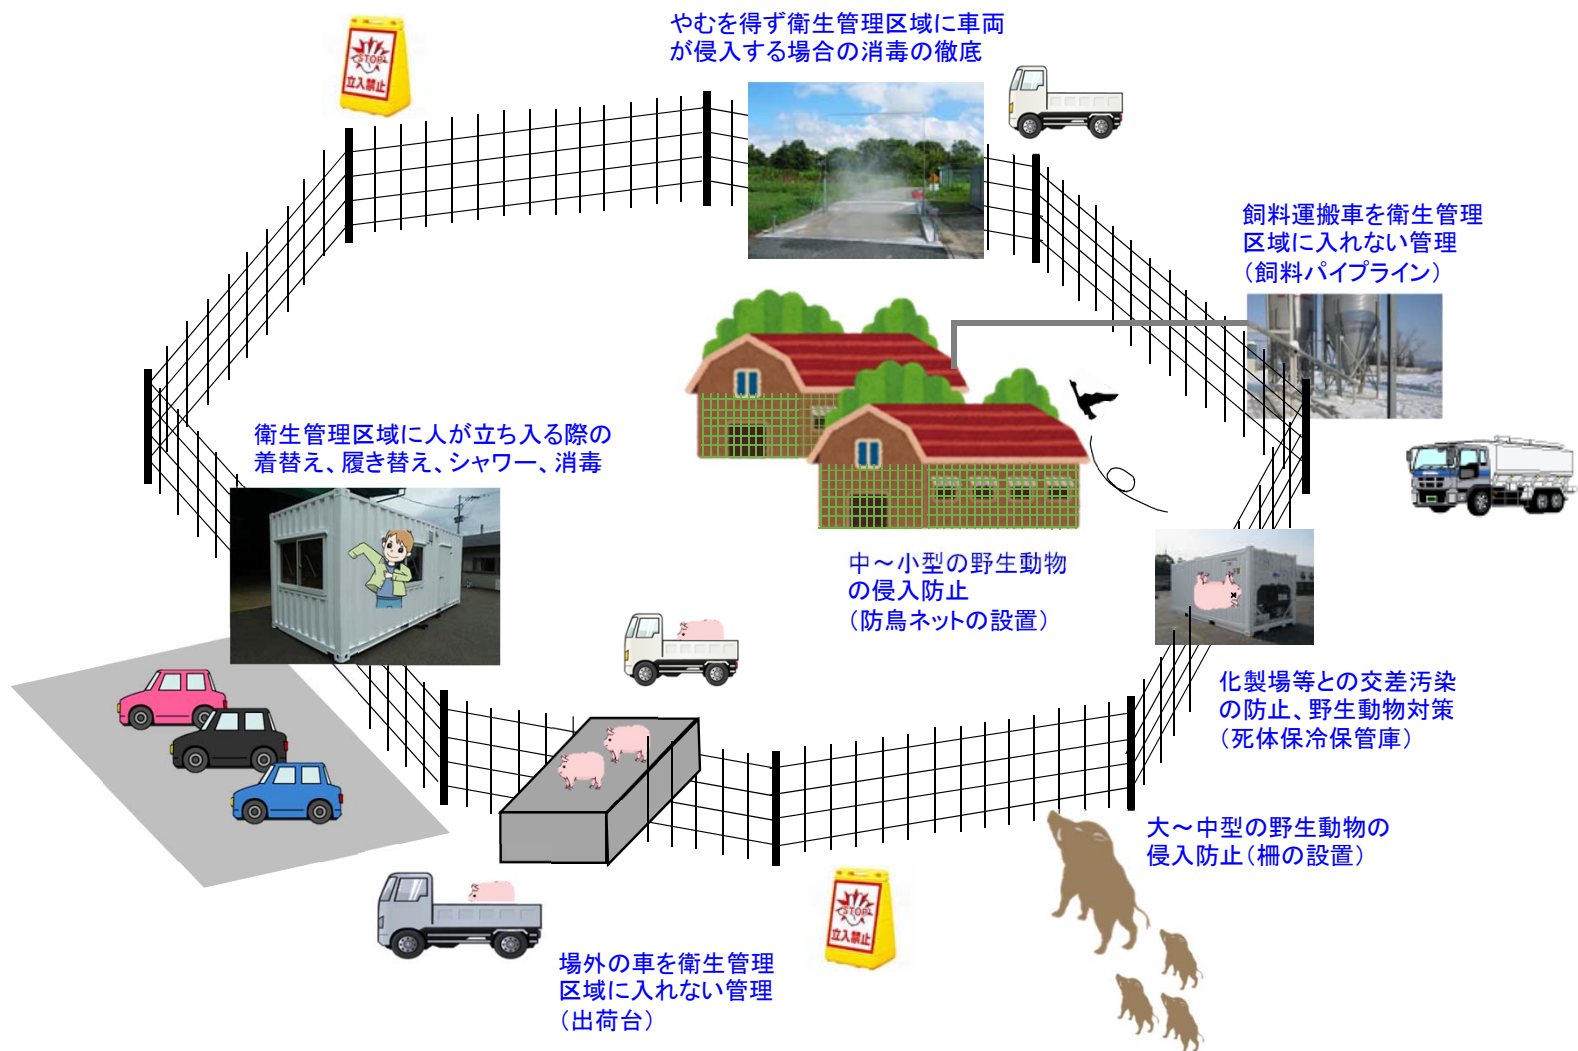 やむを得ず衛生管理区域に車両
が侵入する場合の消毒の徹底
STOP
立入禁止
飼料運搬車を衛生管理
区域に入れない管理
（飼料パイプライン）
衛生管理区域に人が立ち入る際の
着替え、履き替え、シャワー、消毒
中～小型の野生動物
の侵入防止
（防鳥ネットの設置）
化製場等との交差汚染
の防止、野生動物対策
（死体保冷保管庫）
大～中型の野生動物の
侵入防止（柵の設置）
STOP
立入禁止
場外の車を衛生管理
区域に入れない管理
（出荷台）